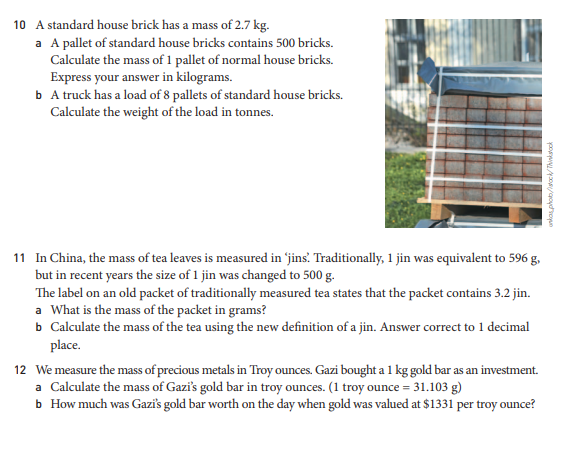 10 A standard house brick has a mass of 2.7 kg.
a A pallet of standard house bricks contains 500 bricks.
Calculate the mass of 1 pallet of normal house bricks.
Express your answer in kilograms.
b A truck has a load of 8 pallets of standard house bricks.
Calculate the weight of the load in tonnes.
11 In China, the mass of tea leaves is measured in ‘jins’. Traditionally, 1 jin was equivalent to 596 g,
but in recent years the size of 1 jin was changed to 500 g.
The label on an old packet of traditionally measured tea states that the packet contains 3.2 jin.
a What is the mass of the packet in grams?
b Calculate the mass of the tea using the new definition of a jin. Answer correct to 1 decimal
place.
12 We measure the mass of precious metals in Troy ounces. Gazi bought a 1 kg gold bar as an investment.
a Calculate the mass of Gazi’s gold bar in troy ounces. (1 troy ounce = 31.103 g)
b How much was Gazi’s gold bar worth on the day when gold was valued at $1331 per troy ounce?